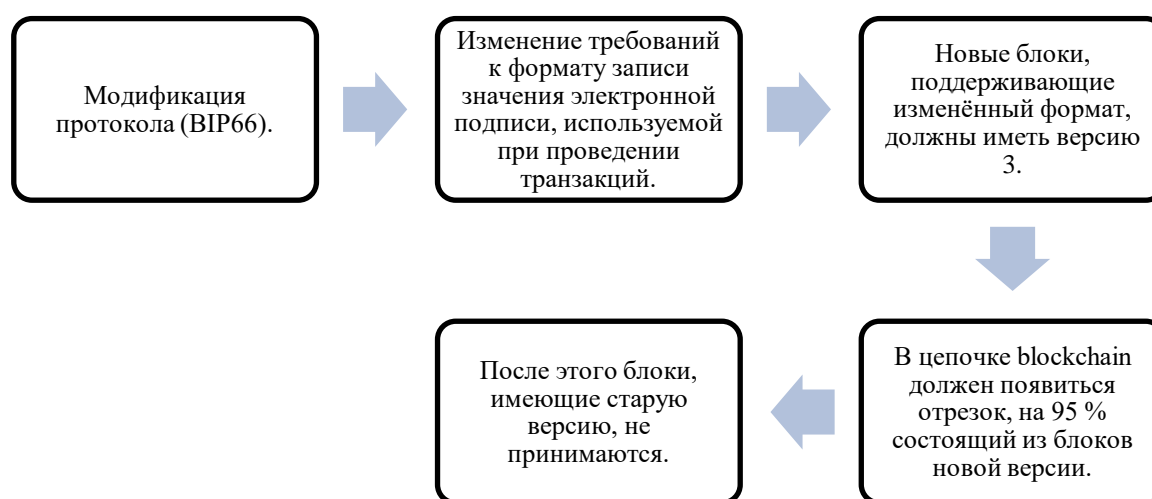 Модификация
протокола (BIP66).
Изменение требований
к формату записи
значения электронной
подписи, используемой
при проведении
транзакций.
Новые блоки,
поддерживающие
изменённый формат,
должны иметь версию
3.
В цепочке blockchain
должен появиться
отрезок, на 95 %
состоящий из блоков
новой версии.
После этого блоки,
имеющие старую
версию, не
принимаются.